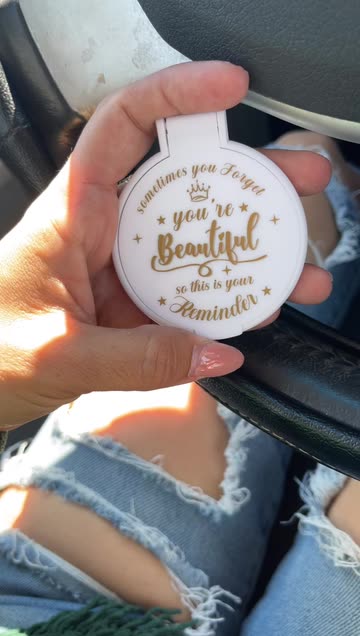 sometimes you Forget
you're
Beautiful
so this is your
Reminder